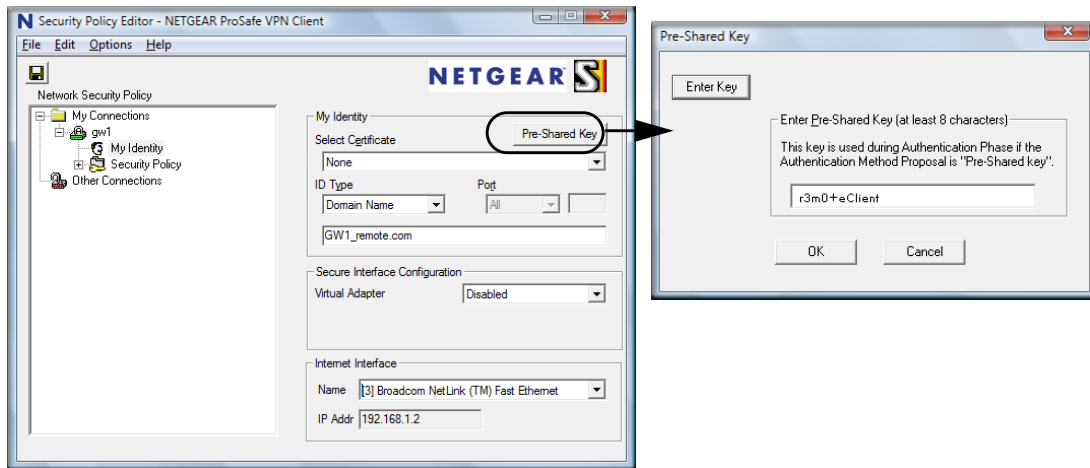 N Security Policy Editor - NETGEAR ProSafe VPN Client
File Edit Options Help
NETGEAR S
Network Security Policy
My Connections
gw1
My Identity
Security Policy
Other Connections
My Identity
Select Certificate
Pre-Shared Key
None
ID Type
Port
Domain Name
All
GW1_remote.com
Secure Interface Configuration
Virtual Adapter
Disabled
Internet Interface
Name
[3] Broadcom NetLink (TM) Fast Ethernet
IP Addr
192.168.1.2
Pre-Shared Key
Enter Key
Enter Pre-Shared Key (at least 8 characters)
This key is used during Authentication Phase if the
Authentication Method Proposal is "Pre-Shared key".
r3m0+eClient
OK
Cancel